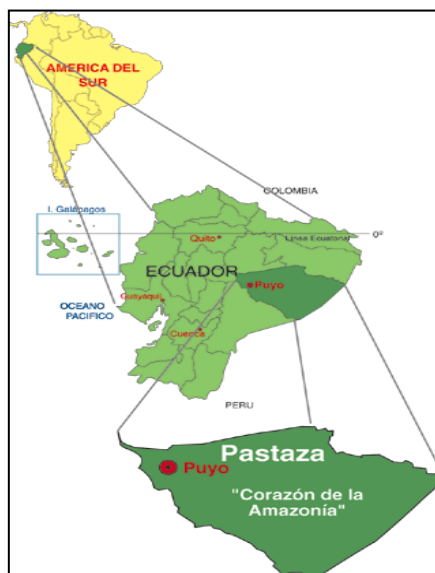 AMERICA DEL
SUR
COLOMBIA
I. Galápagos
Quito
Línea Ecuatorial
0º
ECUADOR
Puyo
Guayaquil
OCEANO
PACIFICO
Cuenca
PERU
Pastaza
Puyo
"Corazón de la
Amazonía"